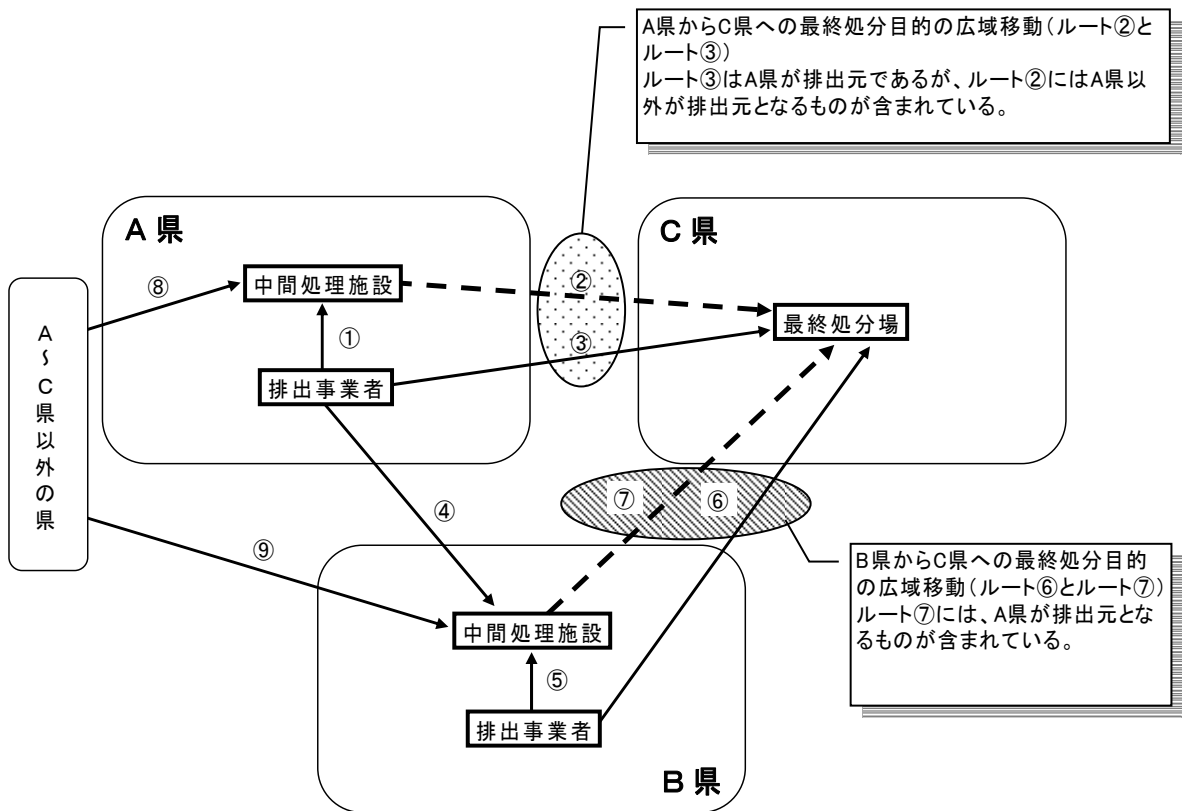 A県からC県への最終処分目的の広域移動（ルート②と
ルート③）
ルート③はA県が排出元であるが、ルート②にはA県以
外が排出元となるものが含まれている。
A 県
C 県
⑧
中間処理施設
②
最終処分場
①
③
A～C県以外の県
排出事業者
④
⑦
⑥
⑨
B県からC県への最終処分目的
の広域移動（ルート⑥とルート⑦）
ルート⑦には、A県が排出元とな
るものが含まれている。
中間処理施設
⑤
排出事業者
B 県